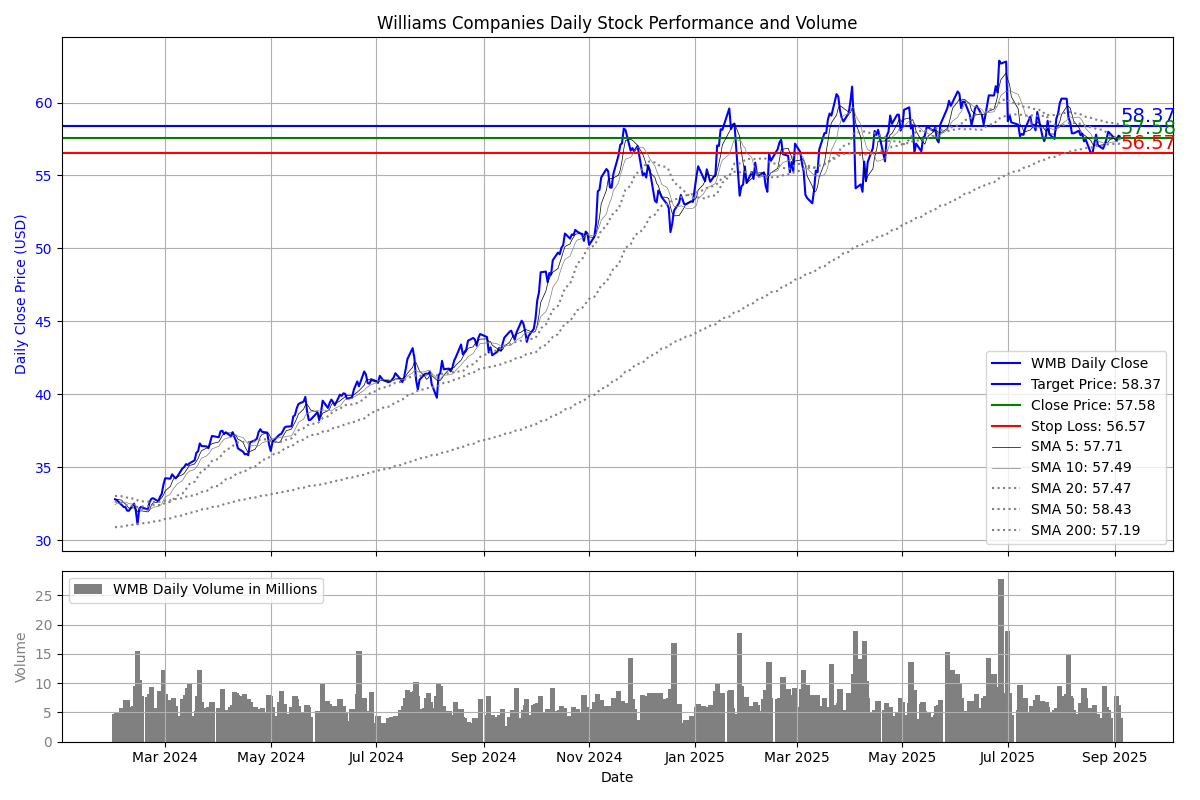 Williams Companies Daily Stock Performance and Volume
Daily Close Price (USD)
60
55
50
45
40
35
30
58.37
57.58
56.57
WMB Daily Close
Target Price: 58.37
Close Price: 57.58
Stop Loss: 56.57
SMA 5: 57.71
SMA 10: 57.49
SMA 20: 57.47
SMA 50: 58.43
SMA 200: 57.19
WMB Daily Volume in Millions
Volume
25
20
15
10
5
0
Mar 2024
May 2024
Jul 2024
Sep 2024
Nov 2024
Jan 2025
Mar 2025
May 2025
Jul 2025
Sep 2025
Date